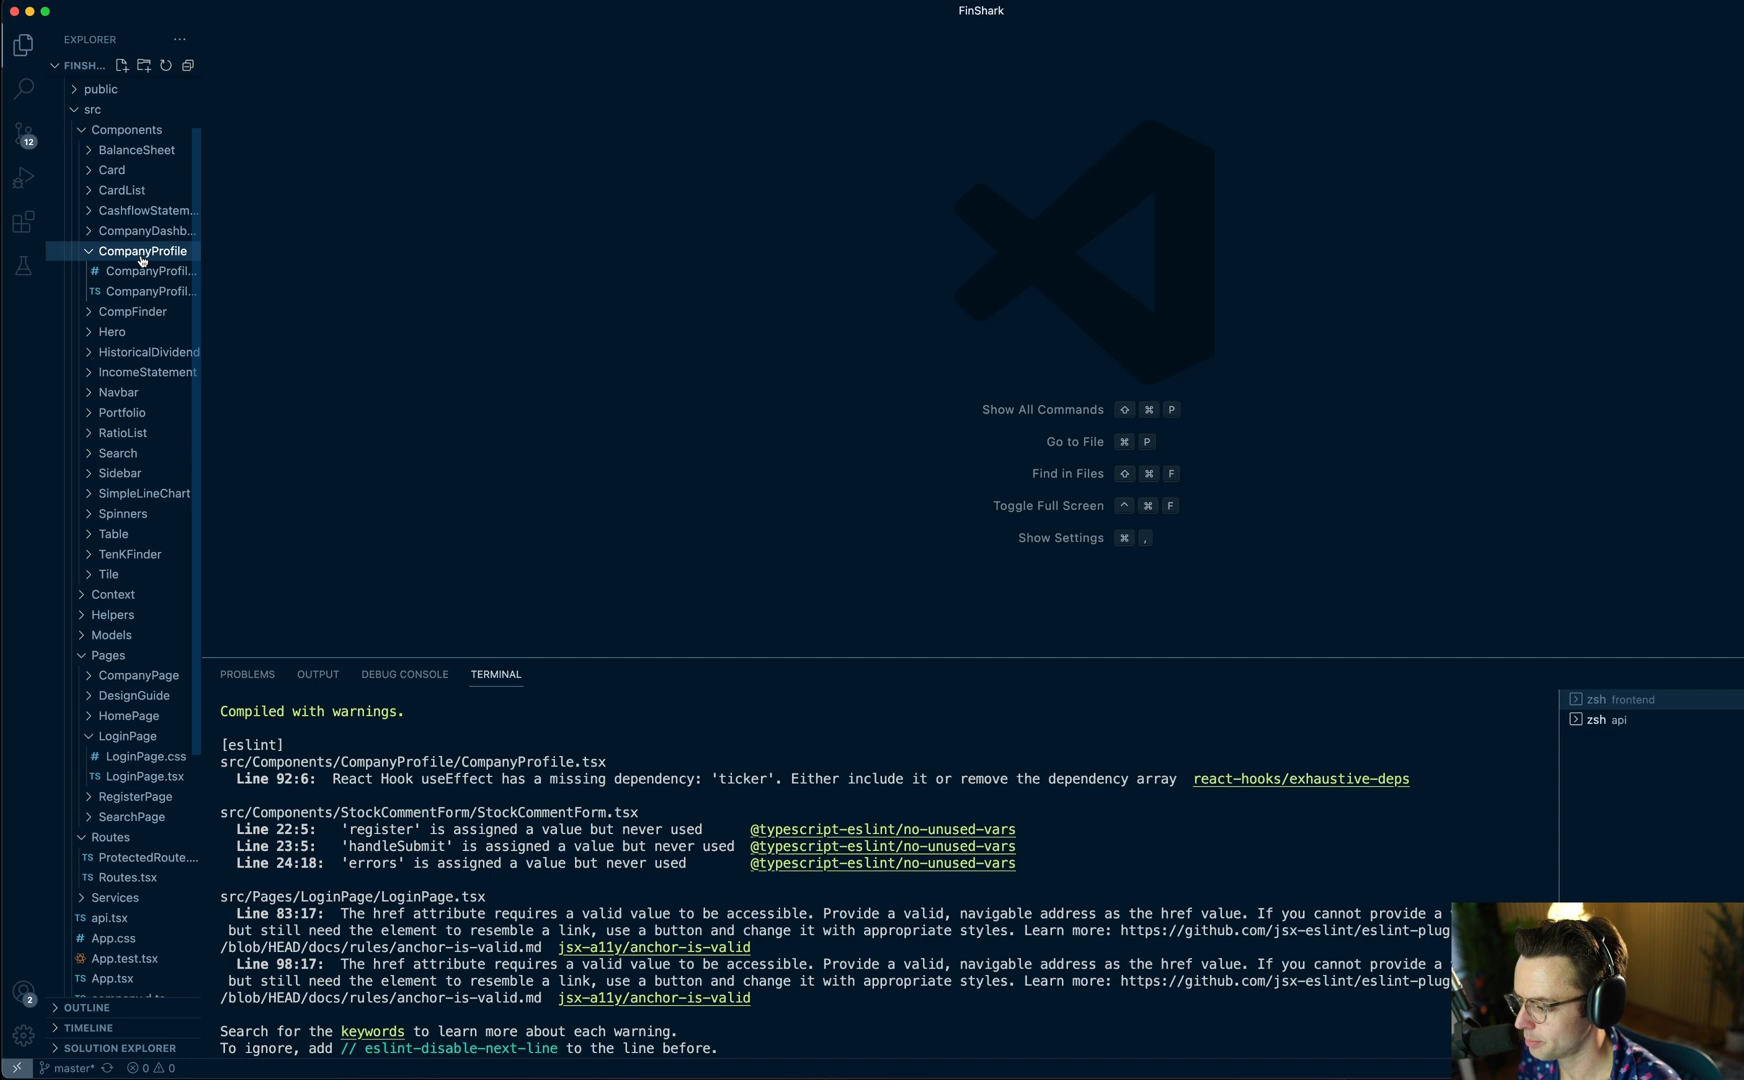 FinShark
EXPLORER
FINSH...
public
src
Components
12
BalanceSheet
Card
CardList
CashflowStatem...
CompanyDashb...
CompanyProfile
# CompanyProfil...
TS CompanyProfil...
CompFinder
Hero
HistoricalDividend
IncomeStatement
Navbar
Portfolio
RatioList
Search
Sidebar
SimpleLineChart
Spinners
Table
TenKFinder
Tile
Context
Helpers
Models
Pages
CompanyPage
DesignGuide
HomePage
LoginPage
# LoginPage.css
TS LoginPage.tsx
RegisterPage
SearchPage
Routes
TS ProtectedRoute....
TS Routes.tsx
Services
TS api.tsx
# App.css
App.test.tsx
TS App.tsx
2
OUTLINE
TIMELINE
SOLUTION EXPLORER
master*
0 0
Show All Commands ⇧ ⌘ P
Go to File ⌘ P
Find in Files ⇧ ⌘ F
Toggle Full Screen ^ ⌘ F
Show Settings ⌘ ,
PROBLEMS OUTPUT DEBUG CONSOLE TERMINAL
zsh frontend
zsh api
Compiled with warnings.
[eslint]
src/Components/CompanyProfile/CompanyProfile.tsx
Line 92:6: React Hook useEffect has a missing dependency: 'ticker'. Either include it or remove the dependency array react-hooks/exhaustive-deps
src/Components/StockCommentForm/StockCommentForm.tsx
Line 22:5: 'register' is assigned a value but never used @typescript-eslint/no-unused-vars
Line 23:5: 'handleSubmit' is assigned a value but never used @typescript-eslint/no-unused-vars
Line 24:18: 'errors' is assigned a value but never used @typescript-eslint/no-unused-vars
src/Pages/LoginPage/LoginPage.tsx
Line 83:17: The href attribute requires a valid value to be accessible. Provide a valid, navigable address as the href value. If you cannot provide a v
but still need the element to resemble a link, use a button and change it with appropriate styles. Learn more: https://github.com/jsx-eslint/eslint-plug
/blob/HEAD/docs/rules/anchor-is-valid.md jsx-a11y/anchor-is-valid
Line 98:17: The href attribute requires a valid value to be accessible. Provide a valid, navigable address as the href value. If you cannot provide a
but still need the element to resemble a link, use a button and change it with appropriate styles. Learn more: https://github.com/jsx-eslint/eslint-plug
/blob/HEAD/docs/rules/anchor-is-valid.md jsx-a11y/anchor-is-valid
Search for the keywords to learn more about each warning.
To ignore, add // eslint-disable-next-line to the line before.